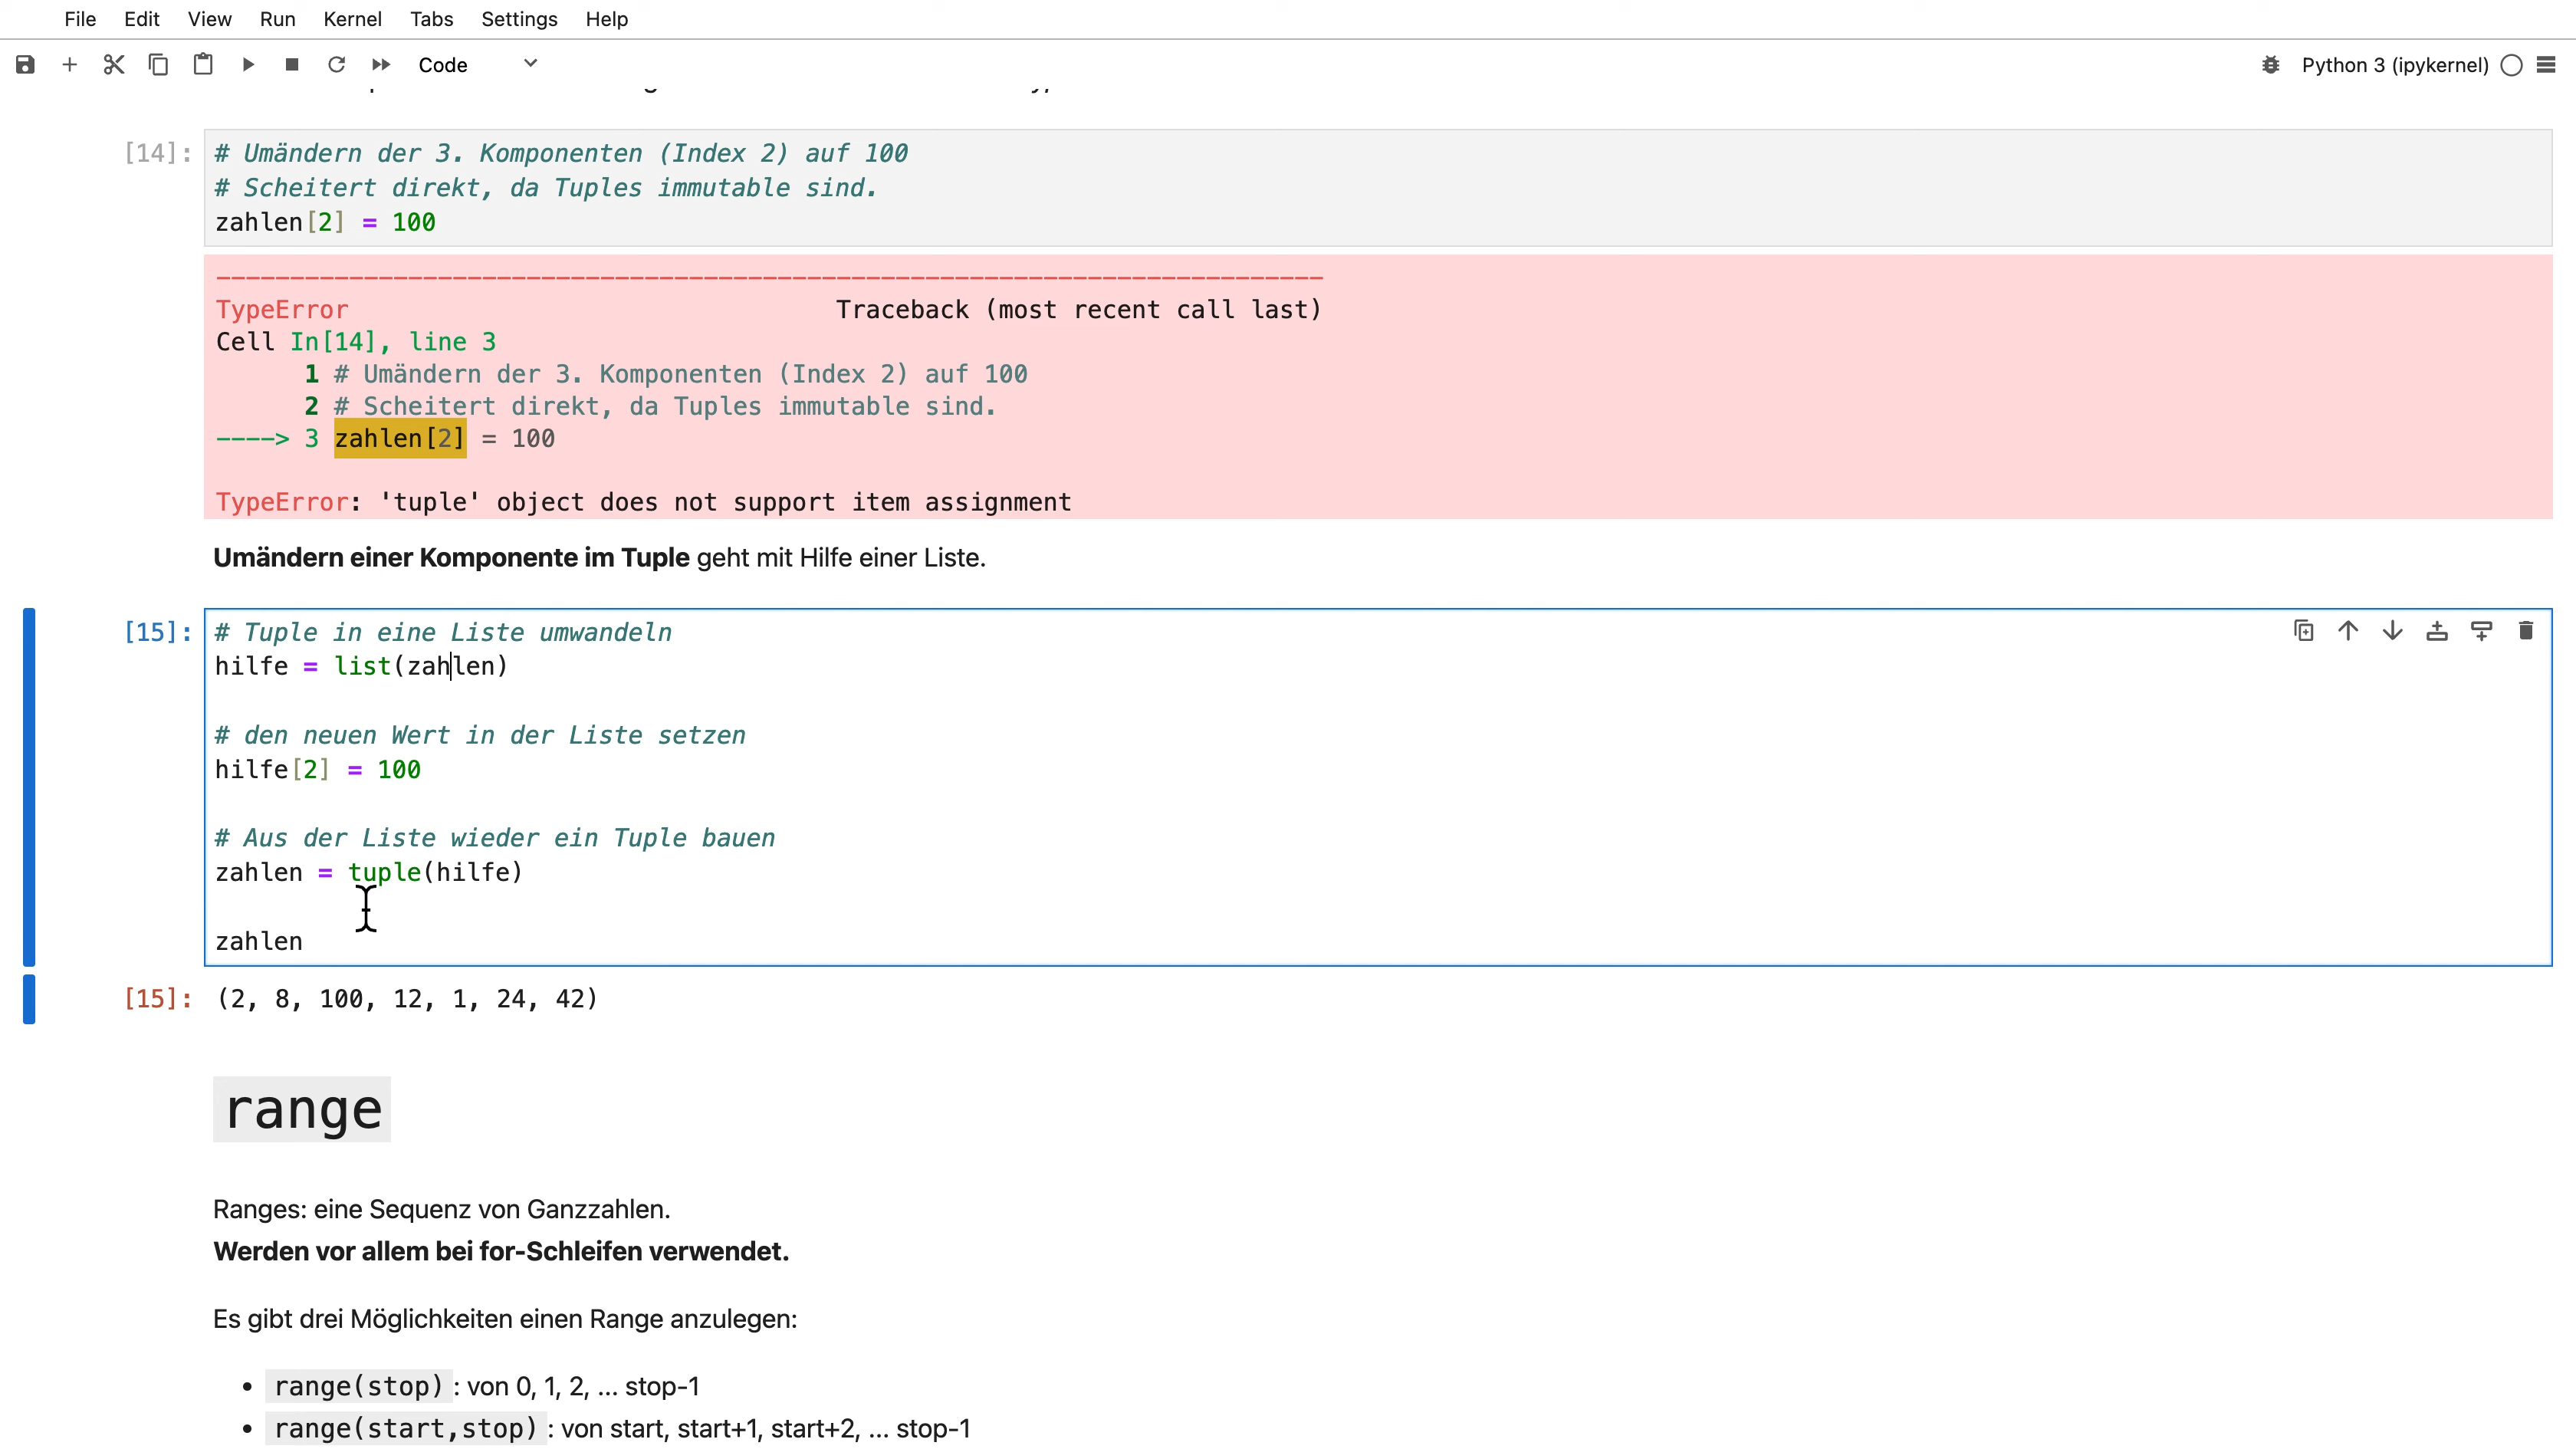 File Edit View Run Kernel Tabs Settings Help
Code Python 3 (ipykernel)
[14]: # Umändern der 3. Komponenten (Index 2) auf 100
# Scheitert direkt, da Tuples immutable sind.
zahlen[2] = 100
---------------------------------------------------------------------------
TypeError Traceback (most recent call last)
Cell In[14], line 3
1 # Umändern der 3. Komponenten (Index 2) auf 100
2 # Scheitert direkt, da Tuples immutable sind.
----> 3 zahlen[2] = 100
TypeError: 'tuple' object does not support item assignment
Umändern einer Komponente im Tuple geht mit Hilfe einer Liste.
[15]: # Tuple in eine Liste umwandeln
hilfe = list(zahlen)
# den neuen Wert in der Liste setzen
hilfe[2] = 100
# Aus der Liste wieder ein Tuple bauen
zahlen = tuple(hilfe)
zahlen
[15]: (2, 8, 100, 12, 1, 24, 42)
range
Ranges: eine Sequenz von Ganzzahlen.
Werden vor allem bei for-Schleifen verwendet.
Es gibt drei Möglichkeiten einen Range anzulegen:
• range(stop) : von 0, 1, 2, ... stop-1
• range(start,stop) : von start, start+1, start+2, ... stop-1